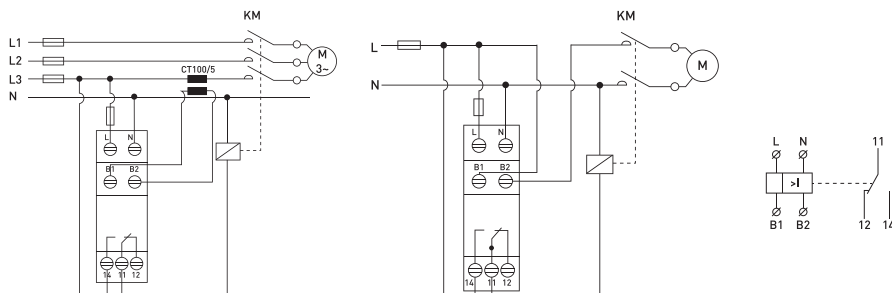 KM
L1
L2
L3
N
CT100/5
M
3~
L N
B1 B2
14 11 12
KM
L
N
M
L N
B1 B2
14 11 12
L N
11
>I
B1 B2
12 14